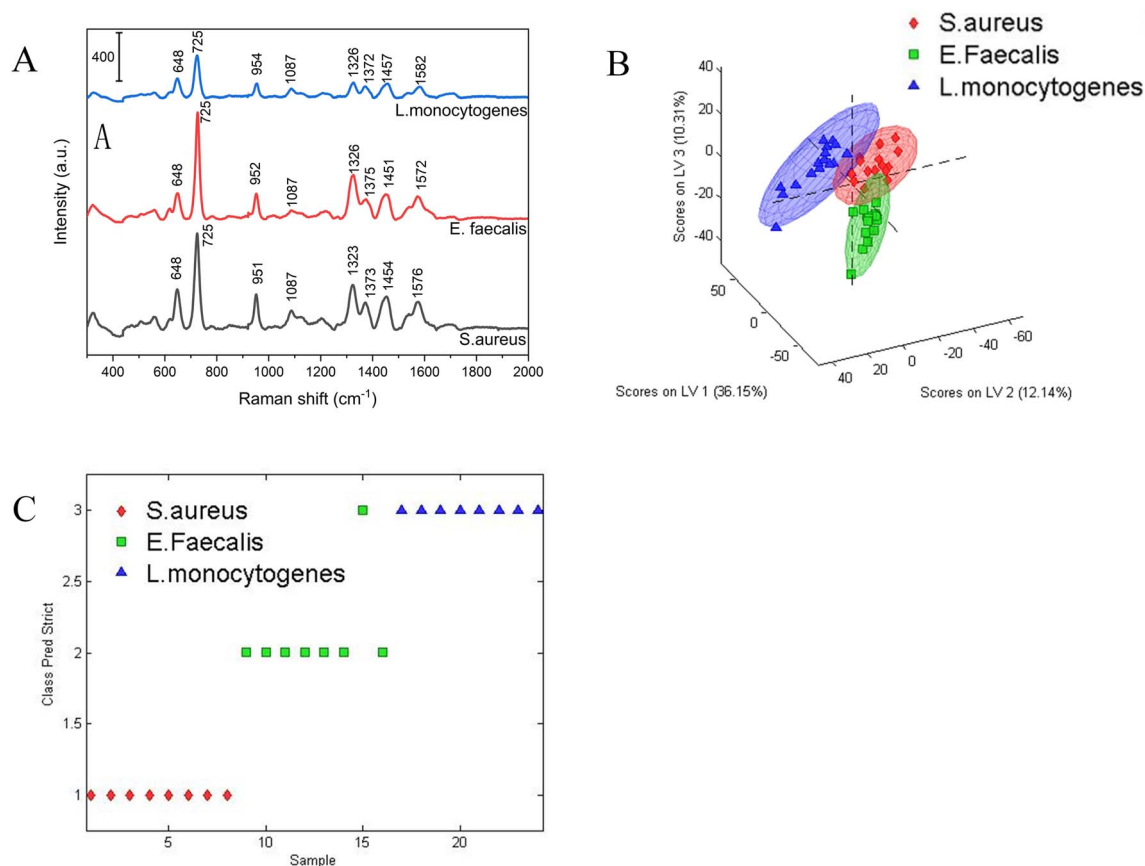 A
400
648
725
954
1087
1326
1372
1457
1582
L.monocytogenes
A
648
725
952
1087
1326
1375
1451
1572
E. faecalis
648
725
951
1087
1323
1373
1454
1576
S.aureus
Intensity (a.u.)
400 600 800 1000 1200 1400 1600 1800 2000
Raman shift (cm⁻¹)
B
S.aureus
E.Faecalis
L.monocytogenes
Scores on LV 3 (10.31%)
40
20
0
-20
-40
50
0
-50
40 20 0 -20 -40 -60
Scores on LV 1 (36.15%)
Scores on LV 2 (12.14%)
C
S.aureus
E.Faecalis
L.monocytogenes
Class Pred Strict
3
2.5
2
1.5
1
5 10 15 20
Sample